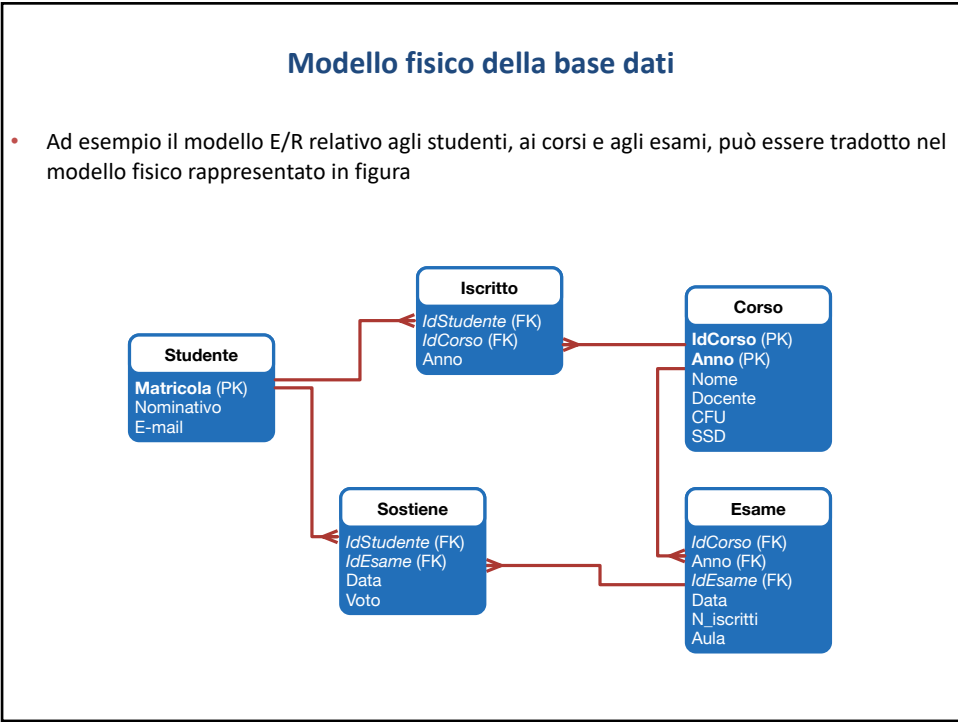 Modello fisico della base dati
• Ad esempio il modello E/R relativo agli studenti, ai corsi e agli esami, può essere tradotto nel
modello fisico rappresentato in figura
Iscritto
IdStudente (FK)
IdCorso (FK)
Anno
Corso
IdCorso (PK)
Anno (PK)
Nome
Docente
CFU
SSD
Studente
Matricola (PK)
Nominativo
E-mail
Sostiene
IdStudente (FK)
IdEsame (FK)
Data
Voto
Esame
IdCorso (FK)
Anno (FK)
IdEsame (FK)
Data
N_iscritti
Aula